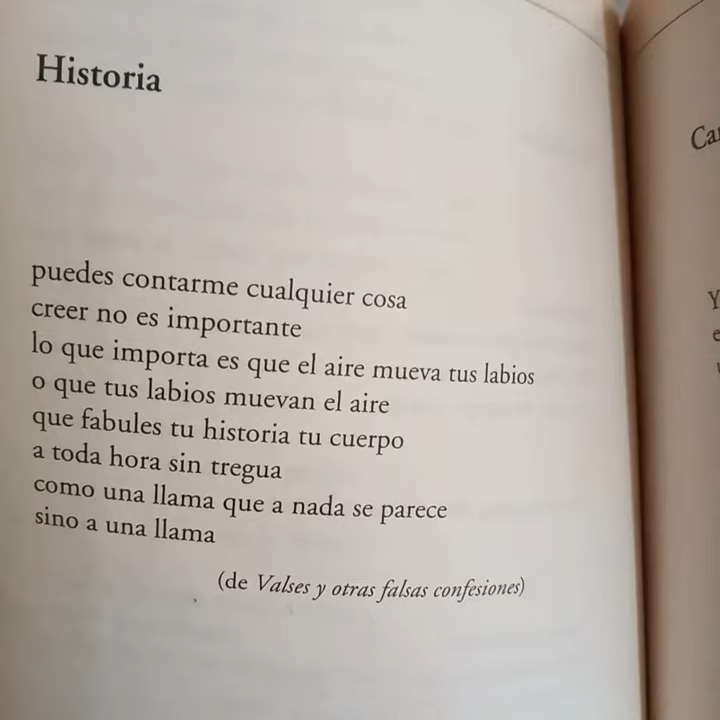 Historia
puedes contarme cualquier cosa
creer no es importante
lo que importa es que el aire mueva tus labios
o que tus labios muevan el aire
que fabules tu historia tu cuerpo
a toda hora sin tregua
como una llama que a nada se parece
sino a una llama
(de Valses y otras falsas confesiones)